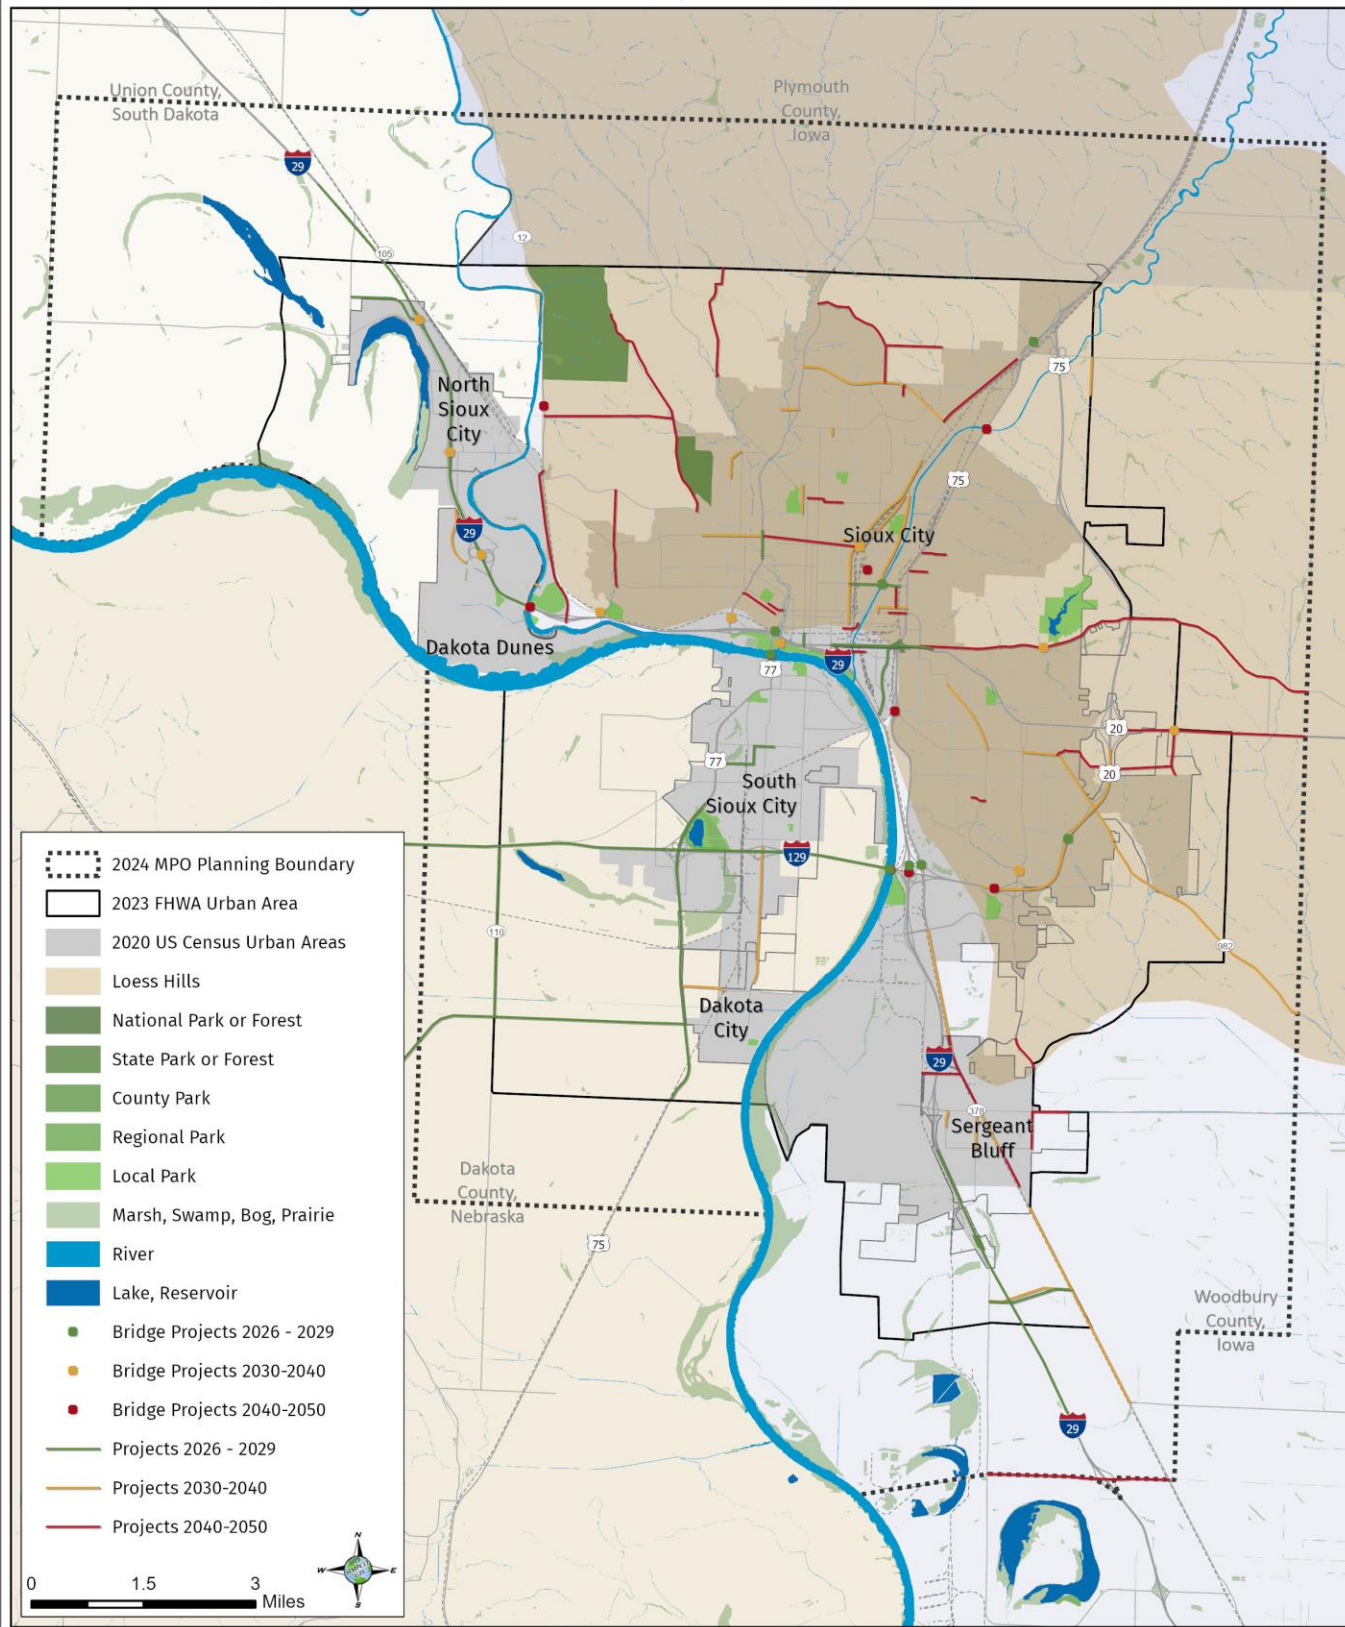 Union County,
South Dakota
Plymouth
County,
Iowa
29
12
105
North
Sioux
City
75
75
29
Sioux City
Dakota Dunes
29
77
20
77
South
Sioux City
20
129
110
982
Dakota
City
29
378
Sergeant
Bluff
Dakota
County,
Nebraska
75
Woodbury
County,
Iowa
29
2024 MPO Planning Boundary
2023 FHWA Urban Area
2020 US Census Urban Areas
Loess Hills
National Park or Forest
State Park or Forest
County Park
Regional Park
Local Park
Marsh, Swamp, Bog, Prairie
River
Lake, Reservoir
Bridge Projects 2026 - 2029
Bridge Projects 2030-2040
Bridge Projects 2040-2050
Projects 2026 - 2029
Projects 2030-2040
Projects 2040-2050
N
W E
S
0 1.5 3
Miles